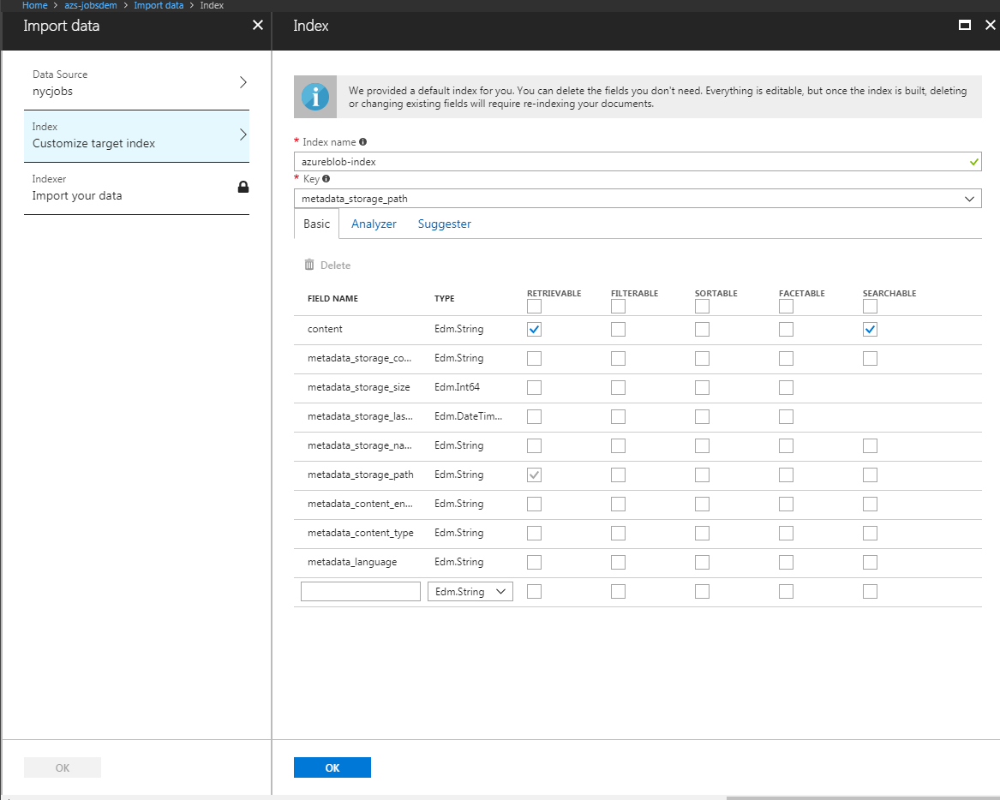 Home > azs-jobsdem > Import data > Index
Import data
Index
Data Source
nycjobs
Index
Customize target index
Indexer
Import your data
OK
We provided a default index for you. You can delete the fields you don't need. Everything is editable, but once the index is built, deleting
or changing existing fields will require re-indexing your documents.
* Index name
azureblob-index
* Key
metadata_storage_path
Basic Analyzer Suggester
Delete
FIELD NAME TYPE RETRIEVABLE FILTERABLE SORTABLE FACETABLE SEARCHABLE
content Edm.String
metadata_storage_co... Edm.String
metadata_storage_size Edm.Int64
metadata_storage_las... Edm.DateTim...
metadata_storage_na... Edm.String
metadata_storage_path Edm.String
metadata_content_en... Edm.String
metadata_content_type Edm.String
metadata_language Edm.String
Edm.String
OK